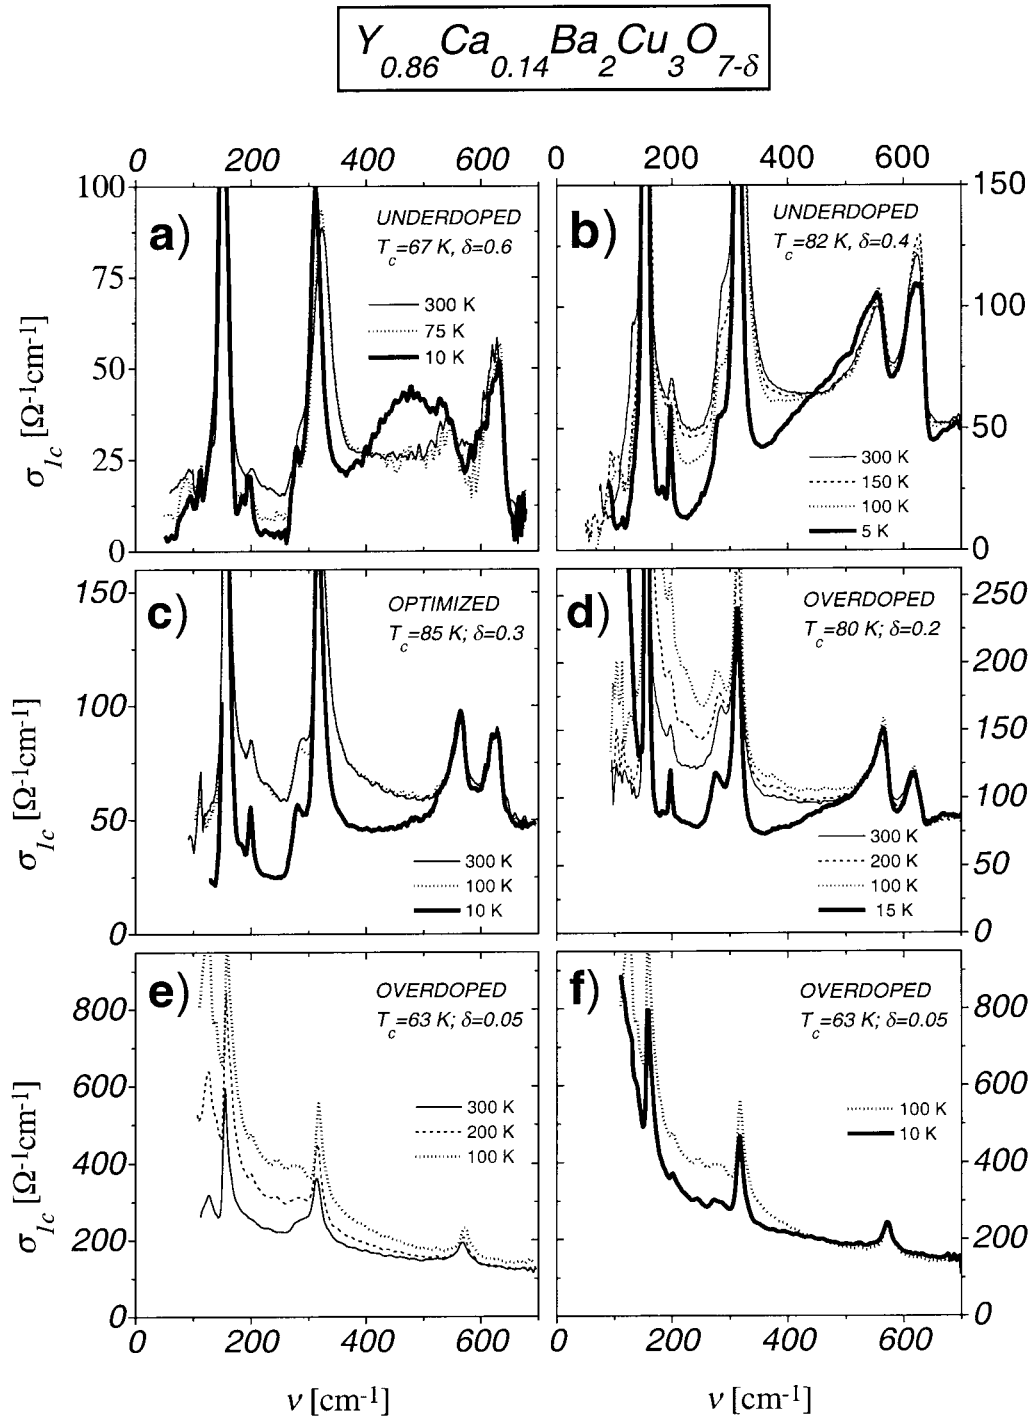 Y0.86Ca0.14Ba2Cu3O7-δ
0 200 400 600
0 200 400 600
a)
UNDERDOPED
Tc=67 K, δ=0.6
300 K
75 K
10 K
100
75
50
25
0
σ1c [Ω-1cm-1]
b)
UNDERDOPED
Tc=82 K, δ=0.4
300 K
150 K
100 K
5 K
150
100
50
0
c)
OPTIMIZED
Tc=85 K; δ=0.3
300 K
100 K
10 K
150
100
50
0
σ1c [Ω-1cm-1]
d)
OVERDOPED
Tc=80 K; δ=0.2
300 K
200 K
100 K
15 K
250
200
150
100
50
0
e)
OVERDOPED
Tc=63 K; δ=0.05
300 K
200 K
100 K
800
600
400
200
0
σ1c [Ω-1cm-1]
f)
OVERDOPED
Tc=63 K; δ=0.05
100 K
10 K
800
600
400
200
0
0 200 400 600
0 200 400 600
ν [cm-1]
ν [cm-1]